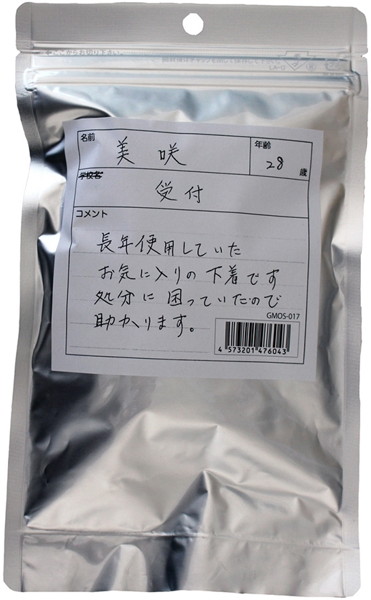 名前
美咲
年齢
28
歳
学校名
受付
コメント
長年使用していた
お気に入りの下着です
処分に困っていたので
助かります。
GMOS-017
4 573201 476043